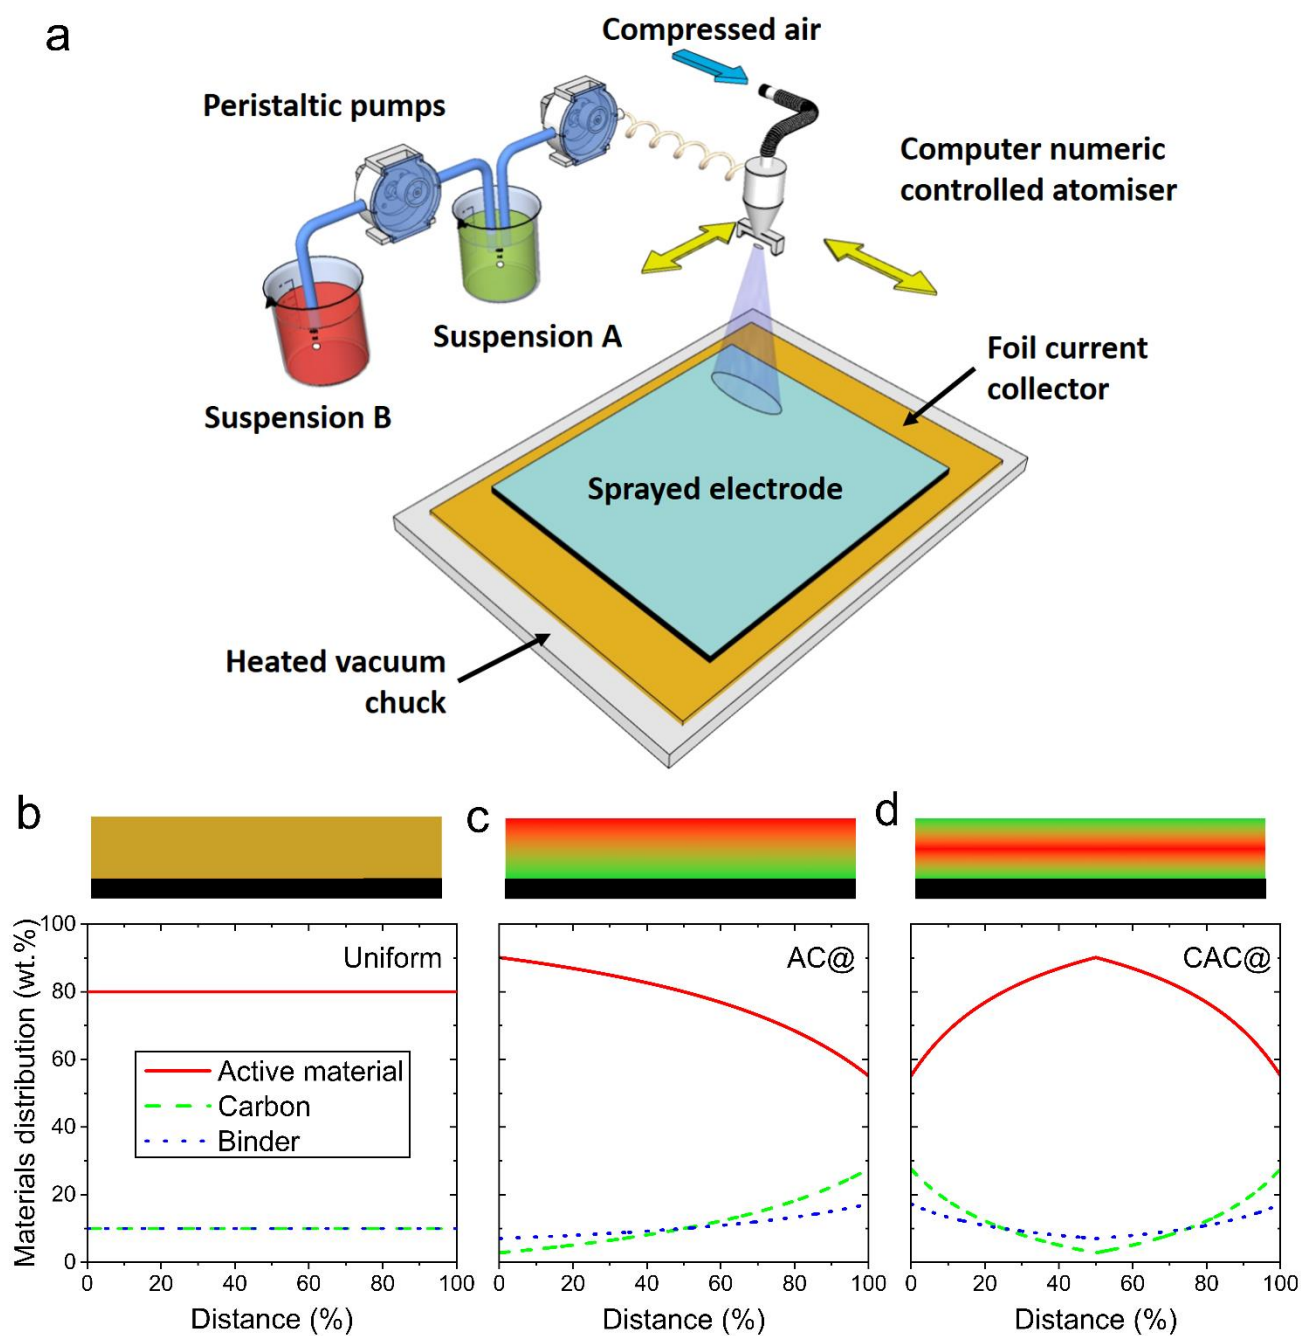 a
Compressed air
Peristaltic pumps
Computer numeric
controlled atomiser
Suspension A
Suspension B
Foil current
collector
Sprayed electrode
Heated vacuum
chuck
b
c
d
Materials distribution (wt.%)
100
80
60
40
20
0
Uniform
Active material
Carbon
Binder
0
20
40
60
80
100
Distance (%)
AC@
0
20
40
60
80
100
Distance (%)
CAC@
0
20
40
60
80
100
Distance (%)